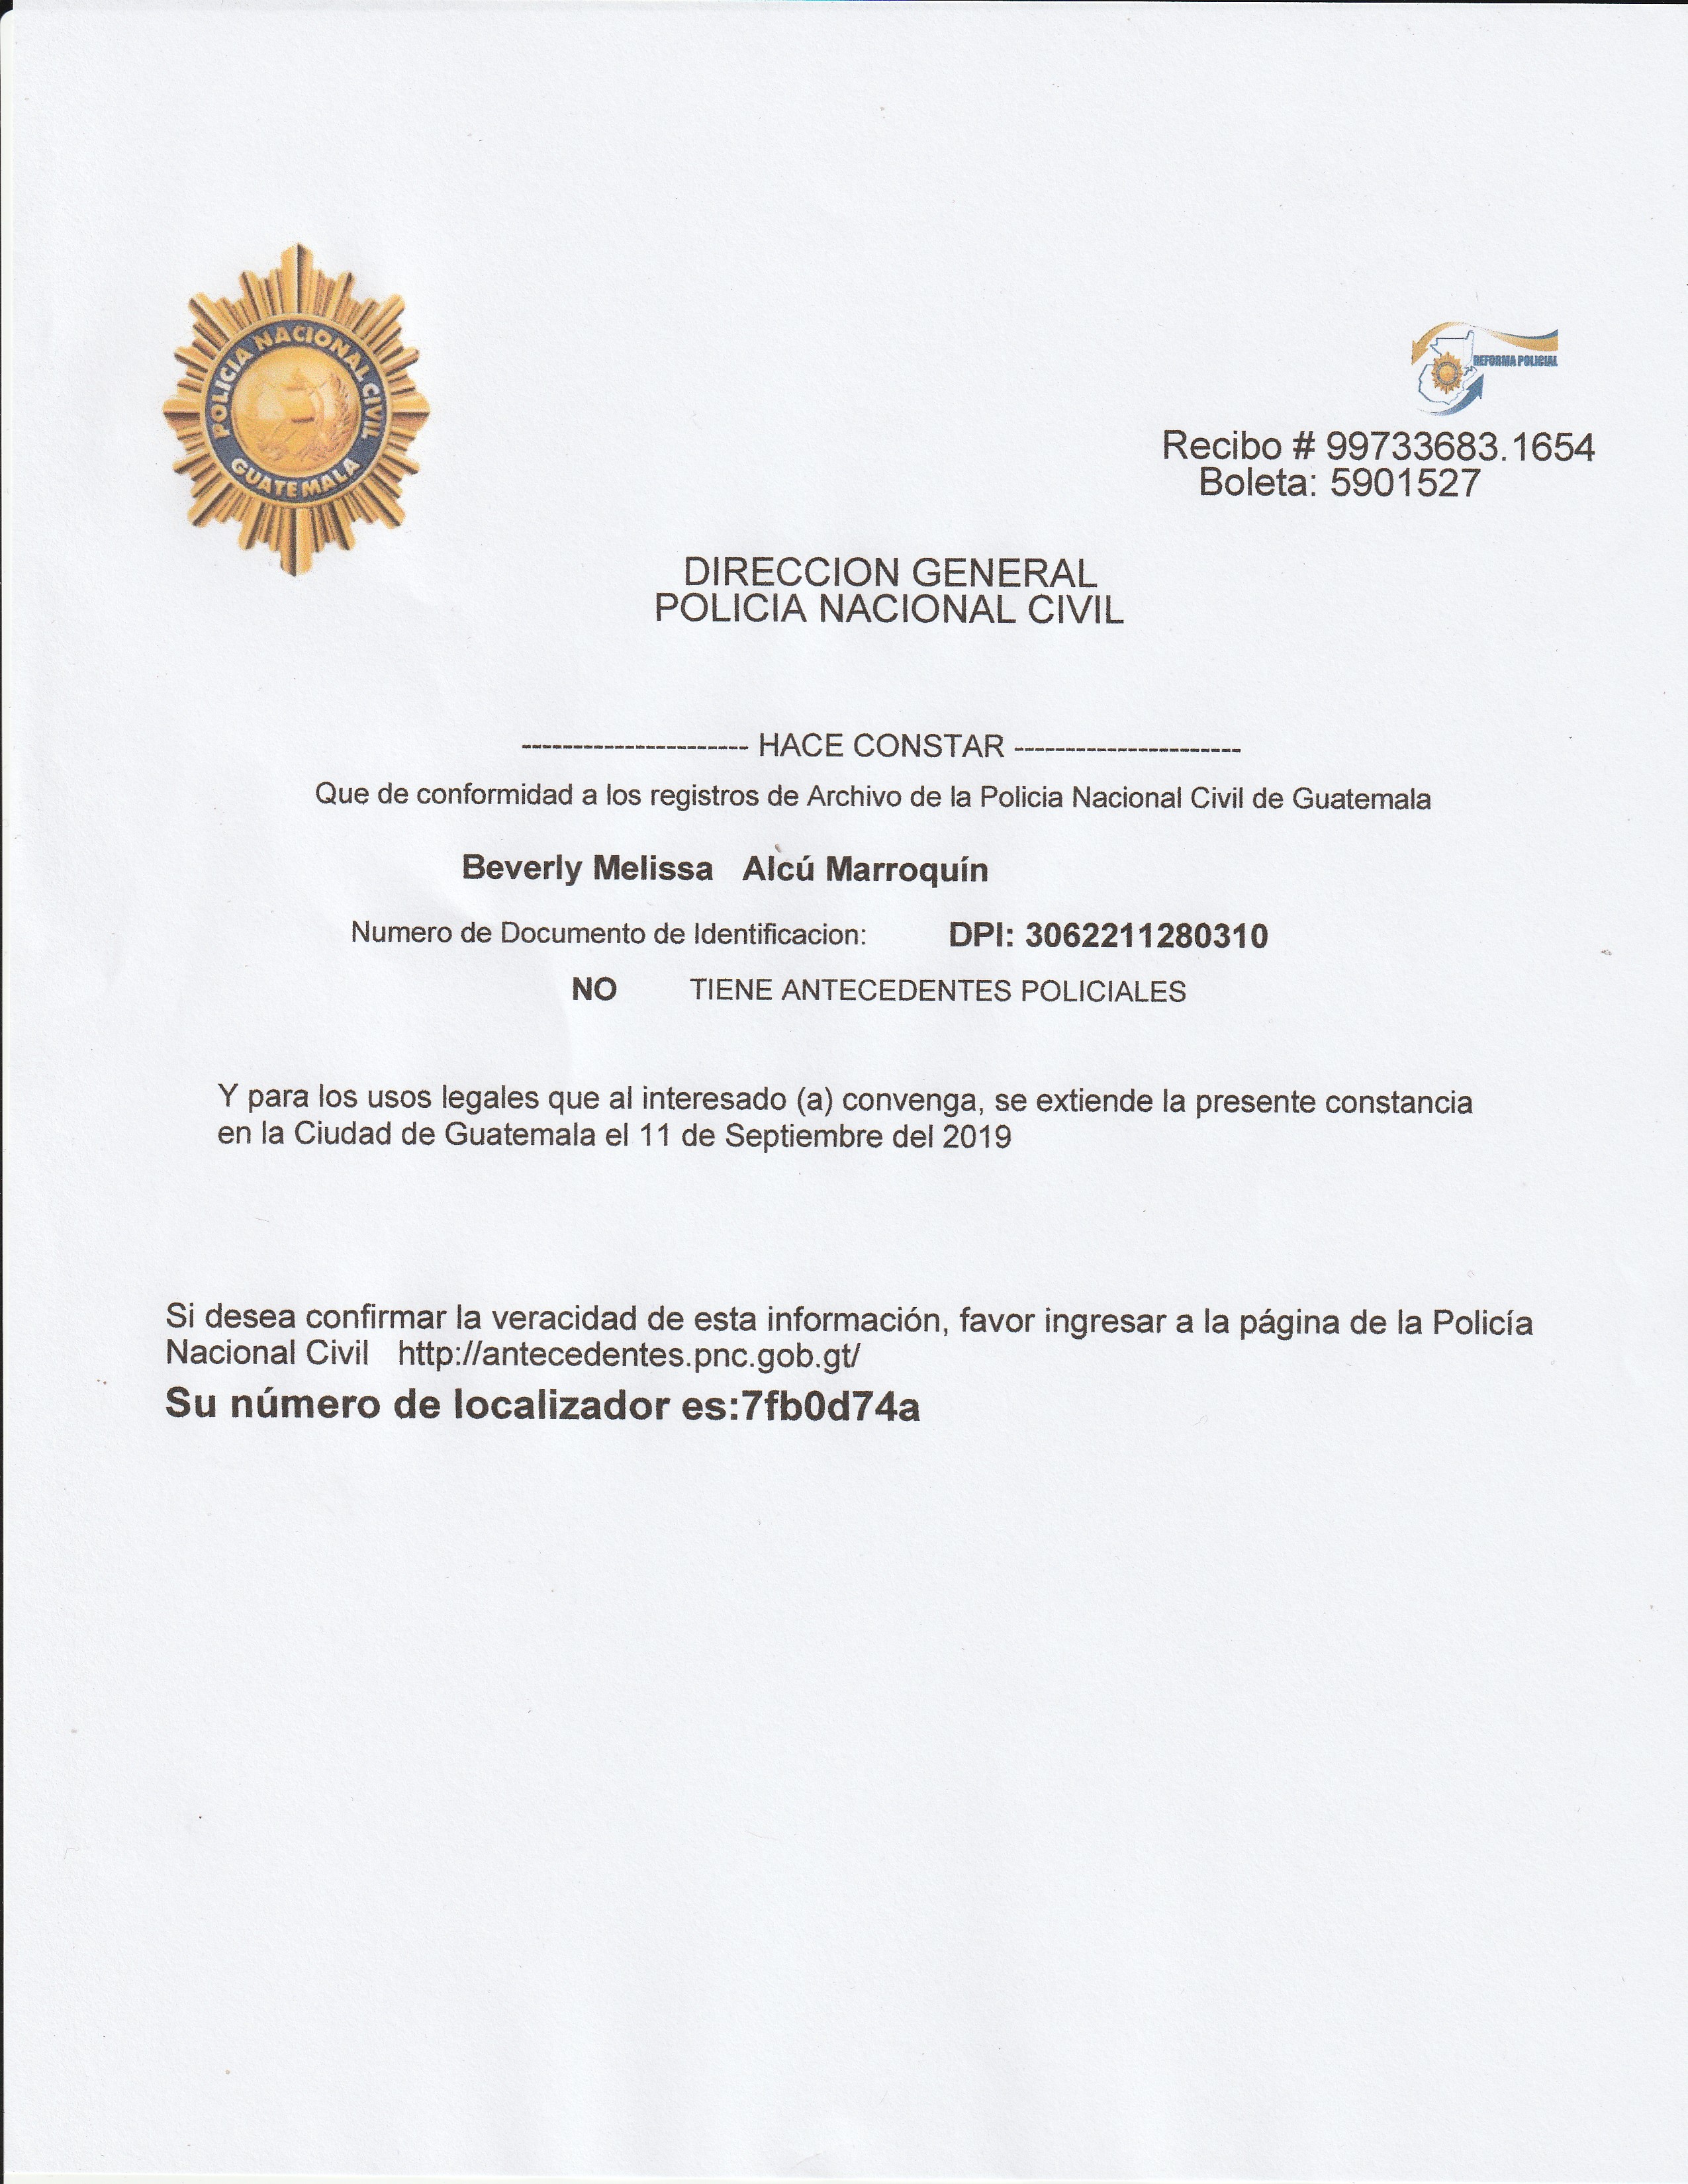 POLICIA NACIONAL CIVIL
GUATEMALA
REFORMA POLICIAL
Recibo # 99733683.1654
Boleta: 5901527
DIRECCION GENERAL
POLICIA NACIONAL CIVIL
---------------------- HACE CONSTAR ----------------------
Que de conformidad a los registros de Archivo de la Policia Nacional Civil de Guatemala
Beverly Melissa Alcú Marroquín
Numero de Documento de Identificacion: DPI: 3062211280310
NO TIENE ANTECEDENTES POLICIALES
Y para los usos legales que al interesado (a) convenga, se extiende la presente constancia
en la Ciudad de Guatemala el 11 de Septiembre del 2019
Si desea confirmar la veracidad de esta información, favor ingresar a la página de la Policía
Nacional Civil http://antecedentes.pnc.gob.gt/
Su número de localizador es:7fb0d74a